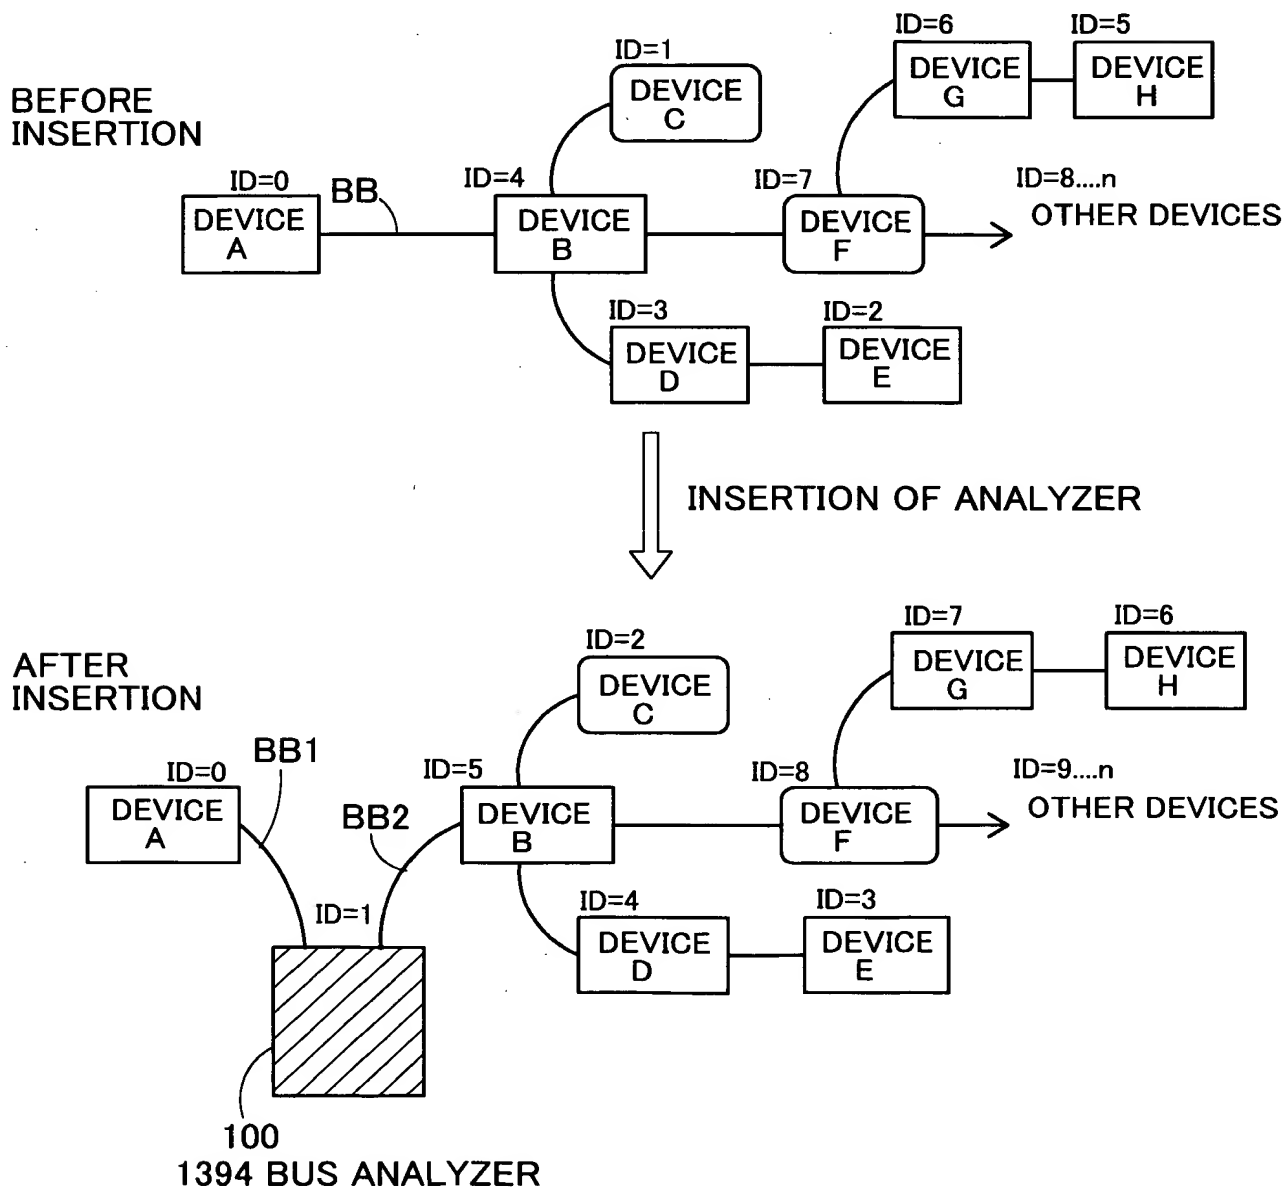 BEFORE
INSERTION
ID=0
DEVICE
A
BB
ID=4
DEVICE
B
ID=1
DEVICE
C
ID=7
DEVICE
F
ID=6
DEVICE
G
ID=5
DEVICE
H
ID=8....n
OTHER DEVICES
ID=3
DEVICE
D
ID=2
DEVICE
E
INSERTION OF ANALYZER
AFTER
INSERTION
ID=0
DEVICE
A
BB1
BB2
ID=1
ID=5
DEVICE
B
ID=2
DEVICE
C
ID=8
DEVICE
F
ID=7
DEVICE
G
ID=6
DEVICE
H
ID=9....n
OTHER DEVICES
ID=4
DEVICE
D
ID=3
DEVICE
E
100
1394 BUS ANALYZER